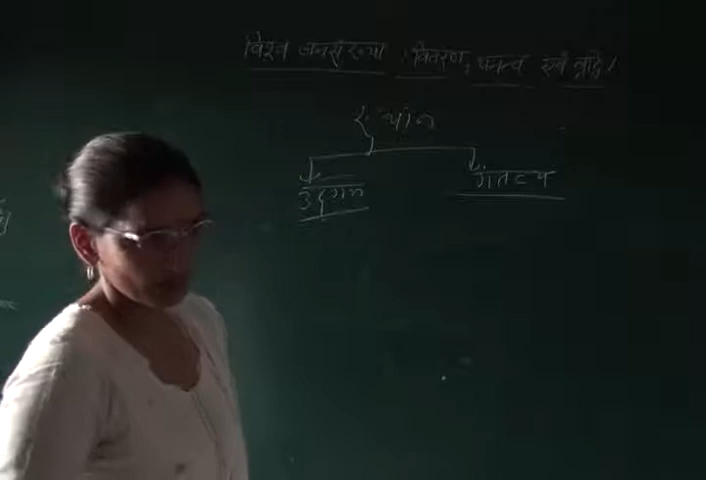 विश्व जनसंख्या : वितरण, घनत्व एवं वृद्धि।
स्थान
उद्गम गंतव्य